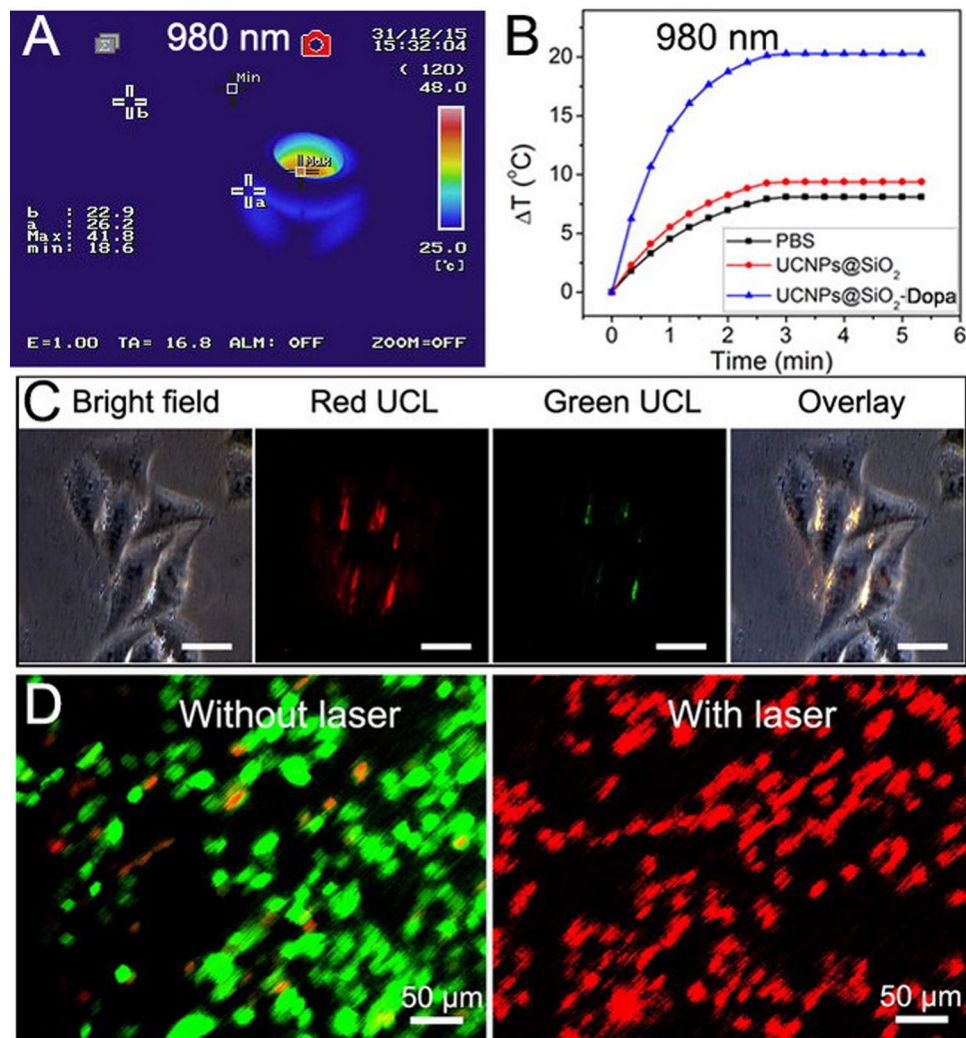 A
980 nm
31/12/15
15:32:04
( 120)
48.0
Min
b
Max
a
b : 22.9
a : 26.2
Max: 41.8
min: 18.6
25.0
[℃]
E=1.00 TA= 16.8 ALM: OFF ZOOM=OFF
B
980 nm
20
15
10
5
0
ΔT (°C)
PBS
UCNPs@SiO₂
UCNPs@SiO₂-Dopa
0 1 2 3 4 5 6
Time (min)
C
Bright field Red UCL Green UCL Overlay
D
Without laser With laser
50 µm 50 µm